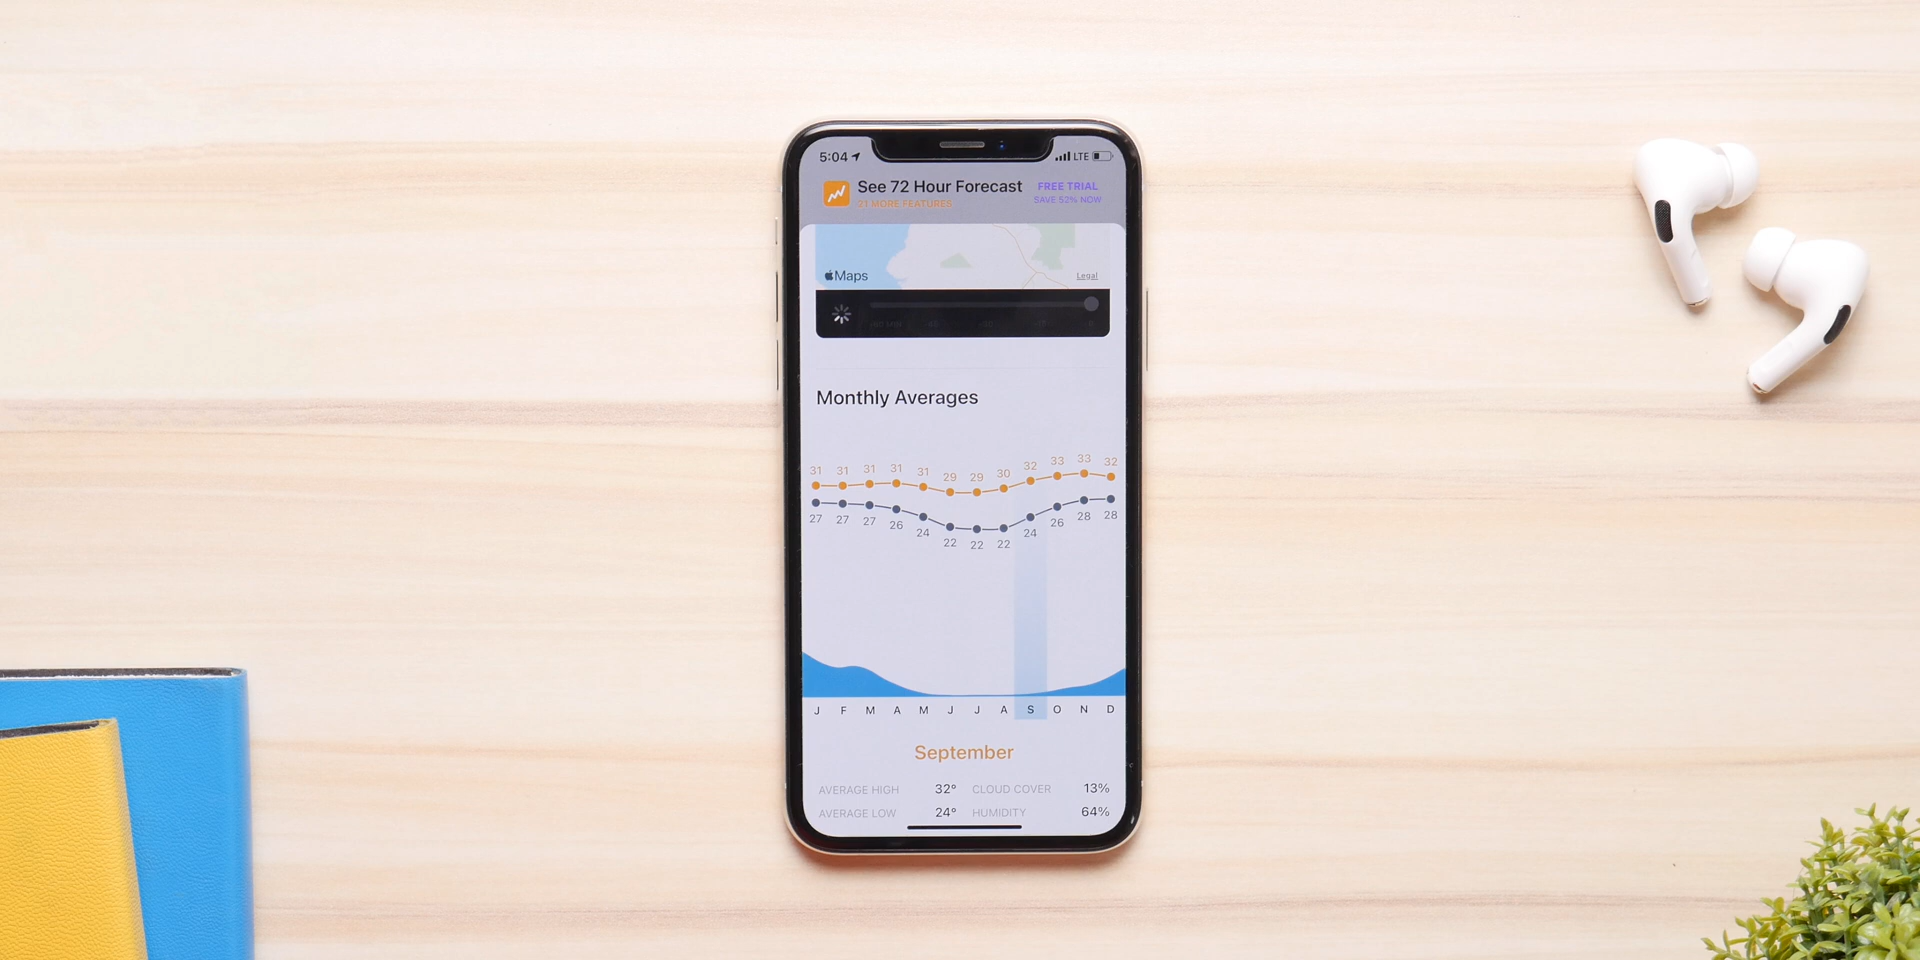 5:04 LTE
See 72 Hour Forecast FREE TRIAL
21 MORE FEATURES SAVE 52% NOW
Maps Legal
Monthly Averages
31 31 31 31 31 29 29 30 32 33 33 32
27 27 27 26 24 22 22 22 24 26 28 28
J F M A M J J A S O N D
September
AVERAGE HIGH 32° CLOUD COVER 13%
AVERAGE LOW 24° HUMIDITY 64%